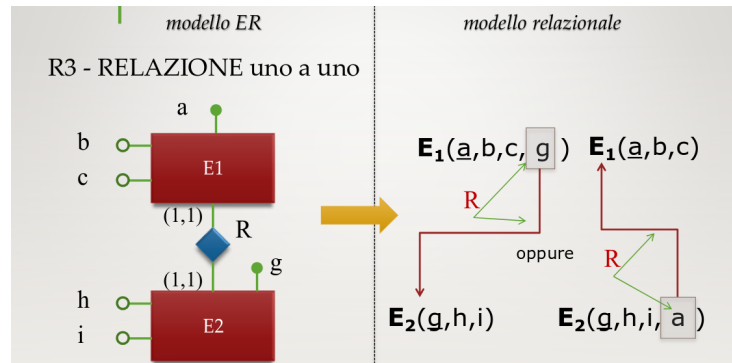 modello ER
modello relazionale
R3 - RELAZIONE uno a uno
a
b
c
E1
(1,1)
R
(1,1)
g
h
i
E2
E1(a,b,c, g )
R
E2(g,h,i)
oppure
E1(a,b,c)
R
E2(g,h,i, a )